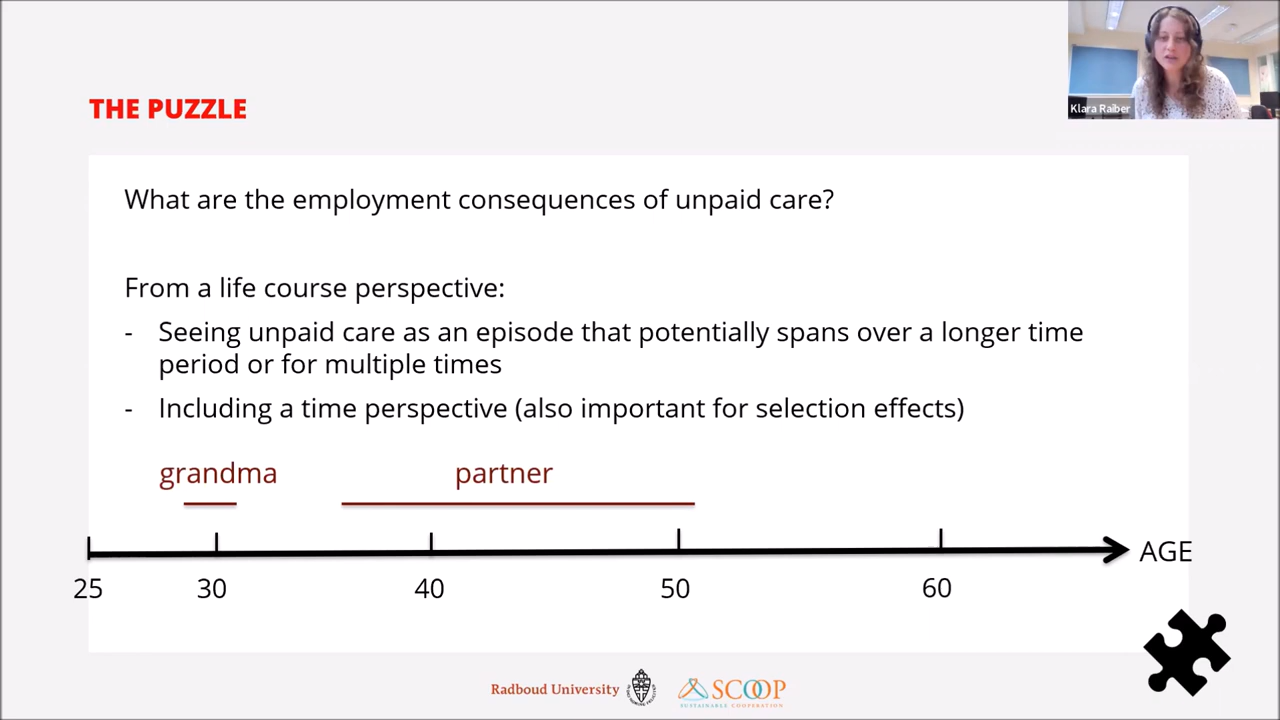 Klara Raiber
THE PUZZLE
What are the employment consequences of unpaid care?
From a life course perspective:
- Seeing unpaid care as an episode that potentially spans over a longer time
period or for multiple times
- Including a time perspective (also important for selection effects)
grandma partner
AGE
25 30 40 50 60
Radboud University SCOOP
SUSTAINABLE COOPERATION